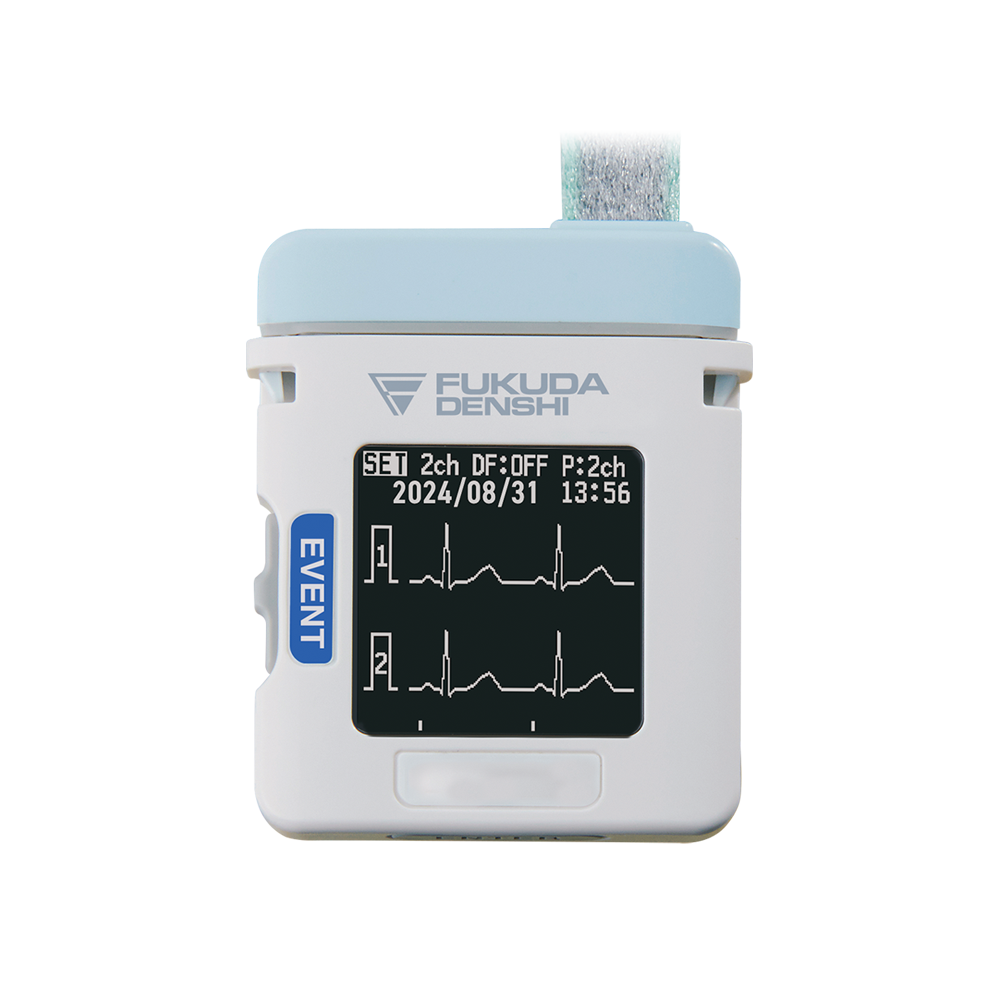 FUKUDA
DENSHI
SET 2ch DF:OFF P:2ch
2024/08/31 13:56
1
2
EVENT